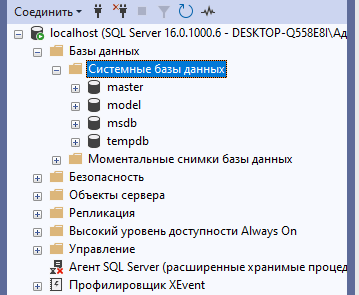 Соединить
localhost (SQL Server 16.0.1000.6 - DESKTOP-Q558E8I\Ад
Базы данных
Системные базы данных
master
model
msdb
tempdb
Моментальные снимки базы данных
Безопасность
Объекты сервера
Репликация
Высокий уровень доступности Always On
Управление
Агент SQL Server (расширенные хранимые процед
Профилировщик XEvent